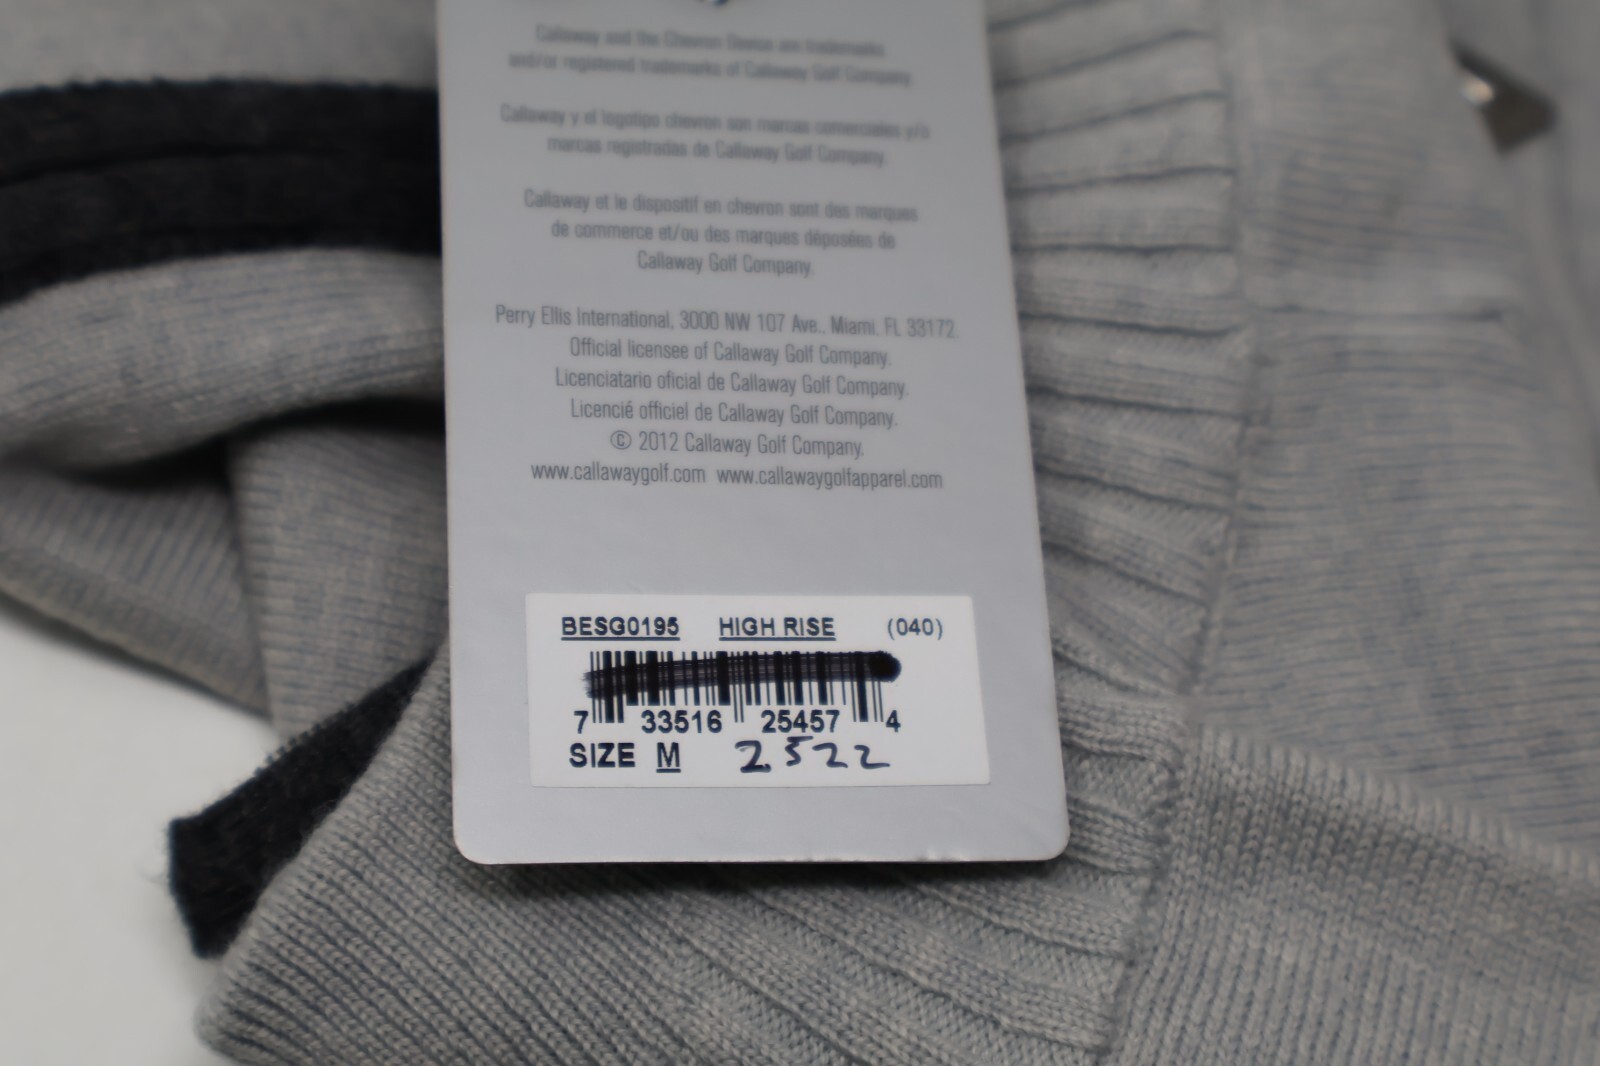 Callaway and the Chevron Device are trademarks
and/or registered trademarks of Callaway Golf Company.
Callaway y el logotipo chevron son marcas comerciales y/o
marcas registradas de Callaway Golf Company.
Callaway et le dispositif en chevron sont des marques
de commerce et/ou des marques déposées de
Callaway Golf Company.
Perry Ellis International, 3000 NW 107 Ave., Miami, FL 33172.
Official licensee of Callaway Golf Company.
Licenciatario oficial de Callaway Golf Company.
Licencié officiel de Callaway Golf Company.
© 2012 Callaway Golf Company.
www.callawaygolf.com www.callawaygolfapparel.com
BESG0195 HIGH RISE (040)
7 33516 25457 4
SIZE M 2522